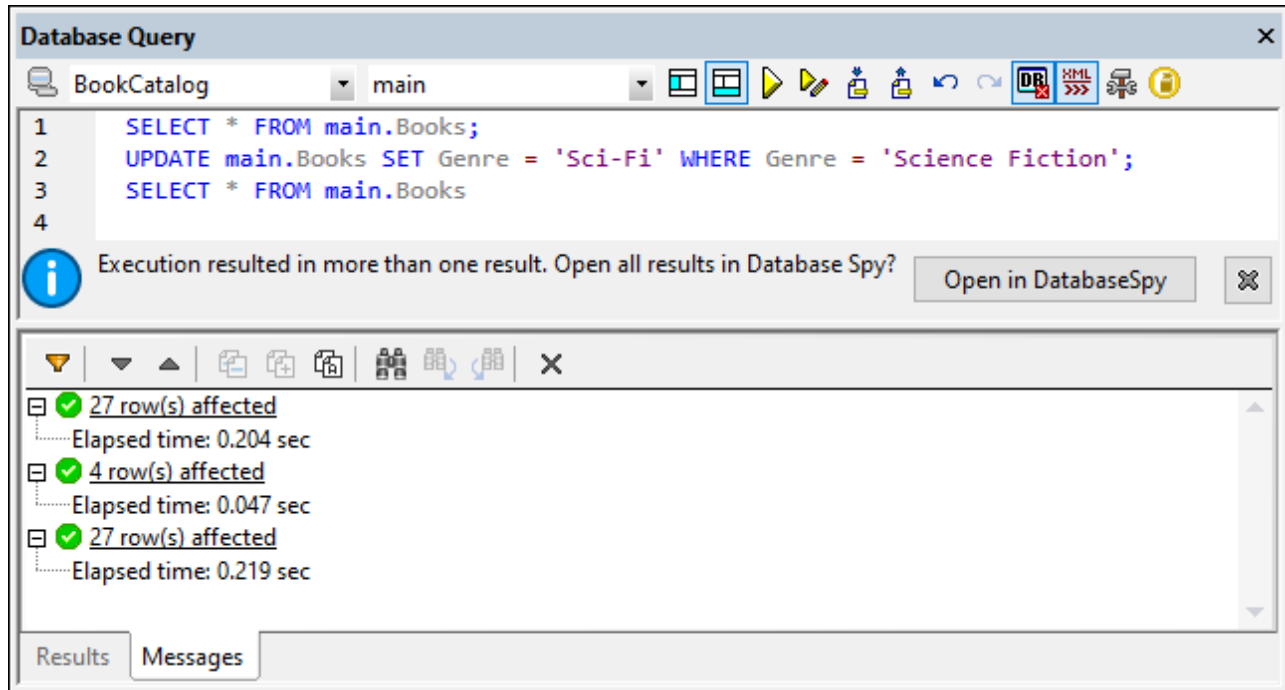 Database Query
BookCatalog main DB XML
1 SELECT * FROM main.Books;
2 UPDATE main.Books SET Genre = 'Sci-Fi' WHERE Genre = 'Science Fiction';
3 SELECT * FROM main.Books
4
Execution resulted in more than one result. Open all results in Database Spy? Open in DatabaseSpy
27 row(s) affected
Elapsed time: 0.204 sec
4 row(s) affected
Elapsed time: 0.047 sec
27 row(s) affected
Elapsed time: 0.219 sec
Results Messages